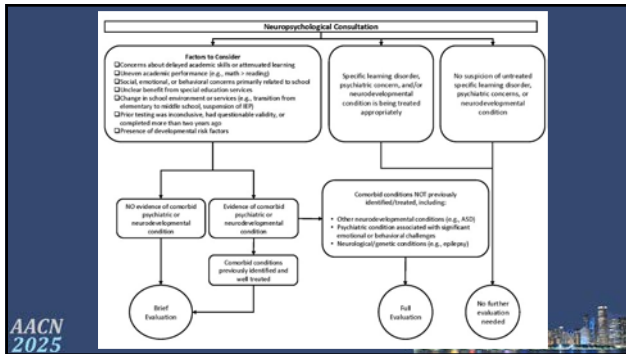 Neuropsychological Consultation
Factors to Consider
❑Concerns about delayed academic skills or attenuated learning
❑Uneven academic performance (e.g., math > reading)
❑Social, emotional, or behavioral concerns primarily related to school
❑Unclear benefit from special education services
❑Change in school environment or services (e.g., transition from
elementary to middle school, suspension of IEP)
❑Prior testing was inconclusive, had questionable validity, or
completed more than two years ago
❑Presence of developmental risk factors
Specific learning disorder,
psychiatric concern, and/or
neurodevelopmental
condition is being treated
appropriately
No suspicion of untreated
specific learning disorder,
psychiatric concerns, or
neurodevelopmental
condition
NO evidence of comorbid
psychiatric or
neurodevelopmental
condition
Evidence of comorbid
psychiatric or
neurodevelopmental
condition
Comorbid conditions NOT previously
identified/treated, including:
• Other neurodevelopmental conditions (e.g., ASD)
• Psychiatric condition associated with significant
emotional or behavioral challenges
• Neurological/genetic conditions (e.g., epilepsy)
Comorbid conditions
previously identified and
well treated
Brief
Evaluation
Full
Evaluation
No further
evaluation
needed
AACN
2025